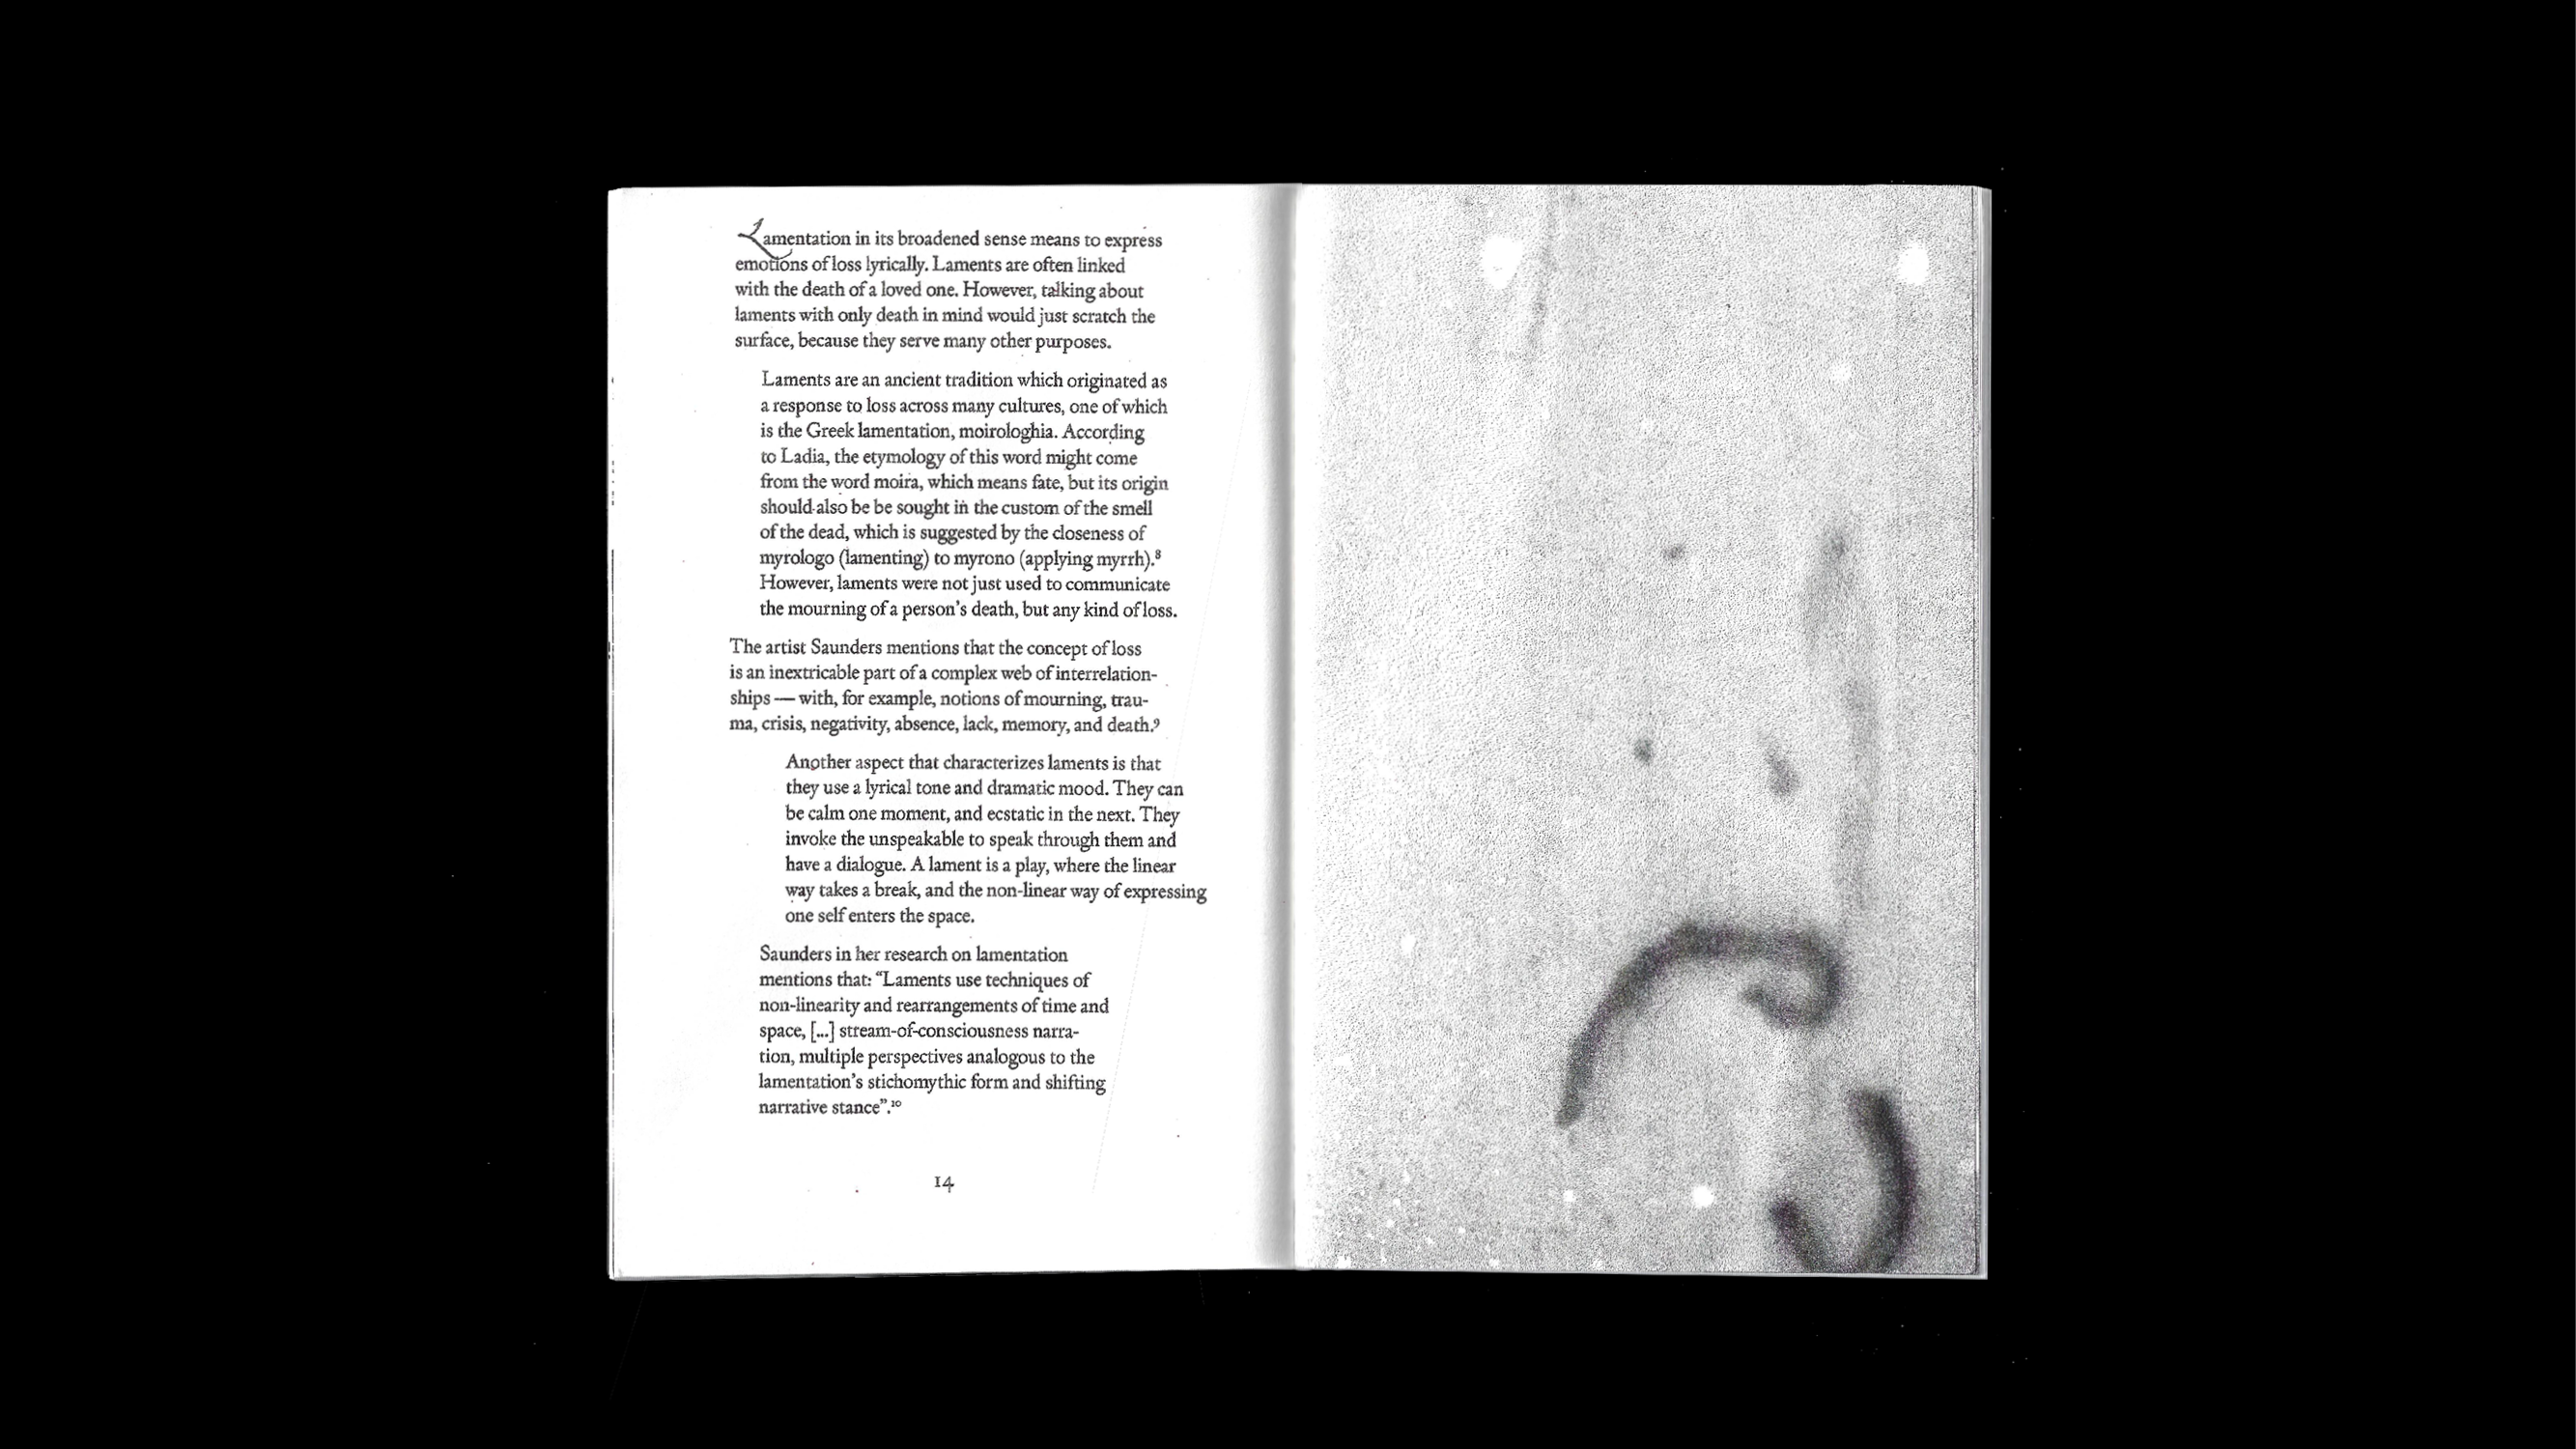 Lamentation in its broadened sense means to express
emotions of loss lyrically. Laments are often linked
with the death of a loved one. However, talking about
laments with only death in mind would just scratch the
surface, because they serve many other purposes.
Laments are an ancient tradition which originated as
a response to loss across many cultures, one of which
is the Greek lamentation, moirologhia. According
to Ladia, the etymology of this word might come
from the word moira, which means fate, but its origin
should also be be sought in the custom of the smell
of the dead, which is suggested by the closeness of
myrologo (lamenting) to myrono (applying myrrh).⁸
However, laments were not just used to communicate
the mourning of a person's death, but any kind of loss.
The artist Saunders mentions that the concept of loss
is an inextricable part of a complex web of interrelation-
ships — with, for example, notions of mourning, trau-
ma, crisis, negativity, absence, lack, memory, and death.⁹
Another aspect that characterizes laments is that
they use a lyrical tone and dramatic mood. They can
be calm one moment, and ecstatic in the next. They
invoke the unspeakable to speak through them and
have a dialogue. A lament is a play, where the linear
way takes a break, and the non-linear way of expressing
one self enters the space.
Saunders in her research on lamentation
mentions that: “Laments use techniques of
non-linearity and rearrangements of time and
space, [...] stream-of-consciousness narra-
tion, multiple perspectives analogous to the
lamentation's stichomythic form and shifting
narrative stance”.¹⁰
14